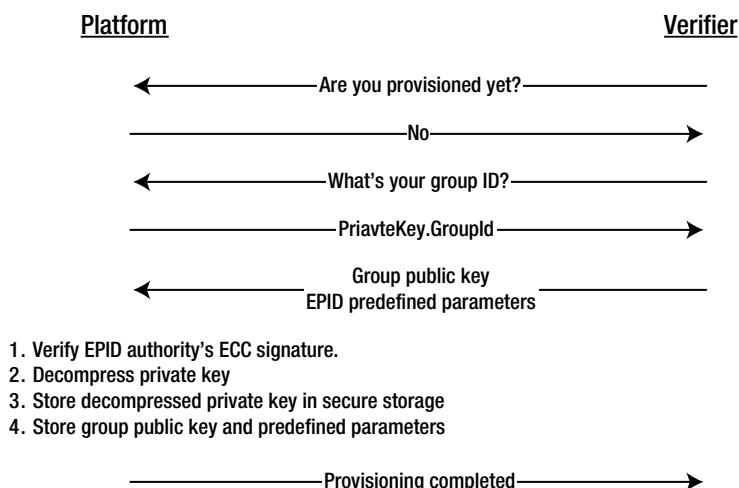 Platform
Verifier
Are you provisioned yet?
No
What's your group ID?
PriavteKey.GroupId
Group public key
EPID predefined parameters
1. Verify EPID authority's ECC signature.
2. Decompress private key
3. Store decompressed private key in secure storage
4. Store group public key and predefined parameters
Provisioning completed